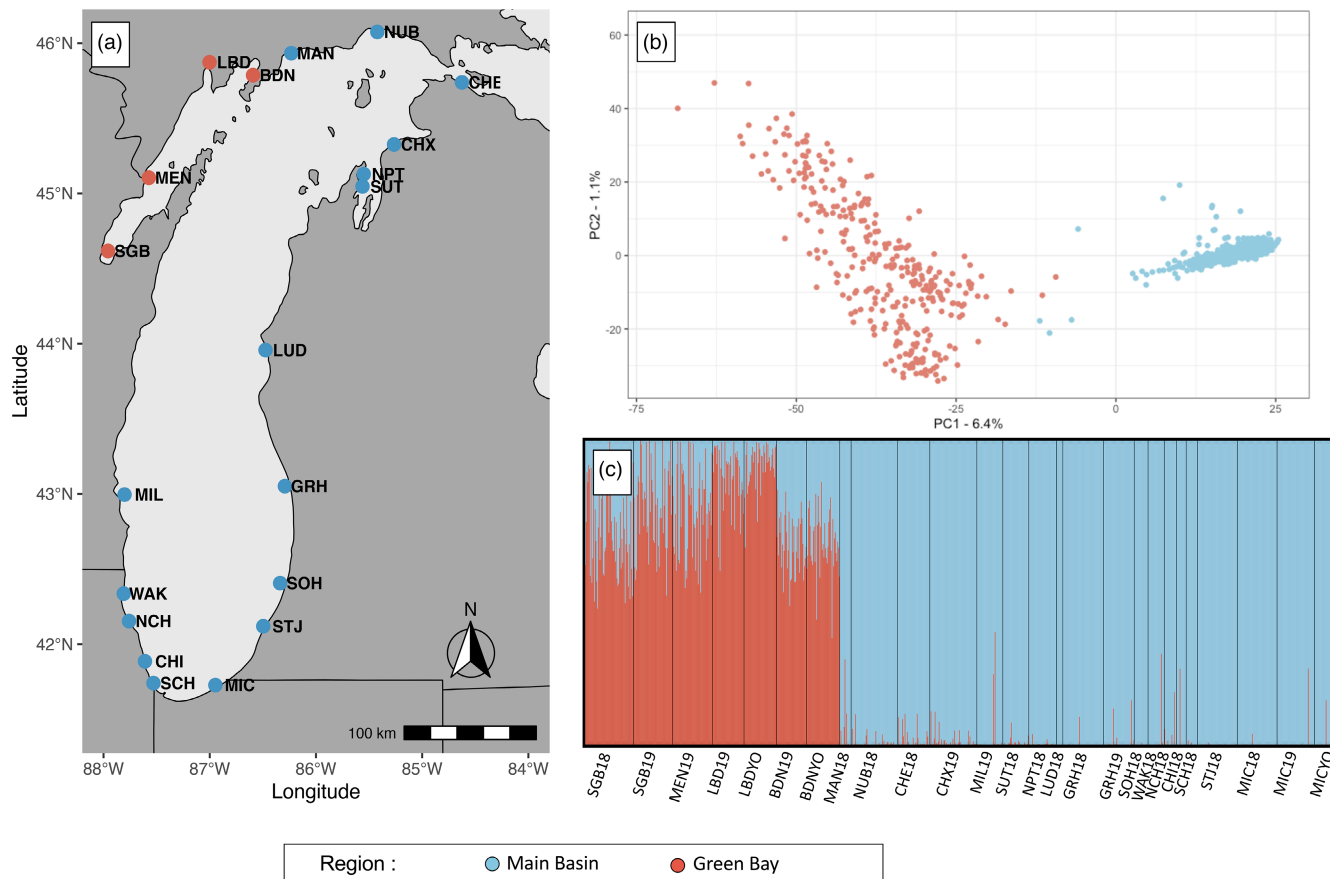 (a)
NUB
MAN
LBD
BDN
CHE
CHX
NPT
SUT
MEN
SGB
LUD
MIL
GRH
WAK
SOH
NCH
STJ
CHI
SCH
MIC
N
100 km
46°N
45°N
44°N
43°N
42°N
Latitude
88°W 87°W 86°W 85°W 84°W
Longitude
(b)
60
40
20
0
-20
PC2 - 1.1%
-75 -50 -25 0 25
PC1 - 6.4%
(c)
SGB18 SGB19 MEN19 LBD19 LBDYO BDN19 BDNYO MAN18 NUB18 CHE18 CHX19 MIL19 SUT18 NPT18 LUD18 GRH18 GRH19 SOH18 WAK18 NCH18 CHI18 SCH18 STJ18 MIC18 MIC19 MICYO
Region : Main Basin Green Bay